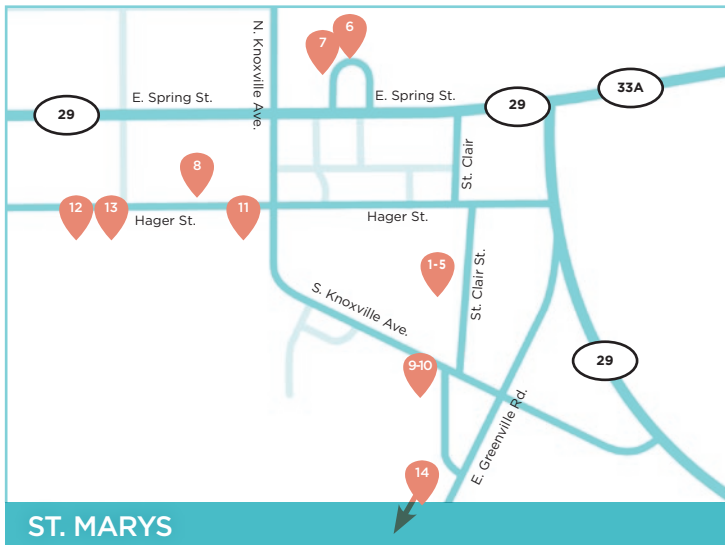 N. Knoxville Ave.
7
6
33A
29
E. Spring St.
E. Spring St.
29
8
St. Clair
12
13
11
Hager St.
Hager St.
1-5
St. Clair St.
S. Knoxville Ave.
29
9-10
E. Greenville Rd.
14
ST. MARYS